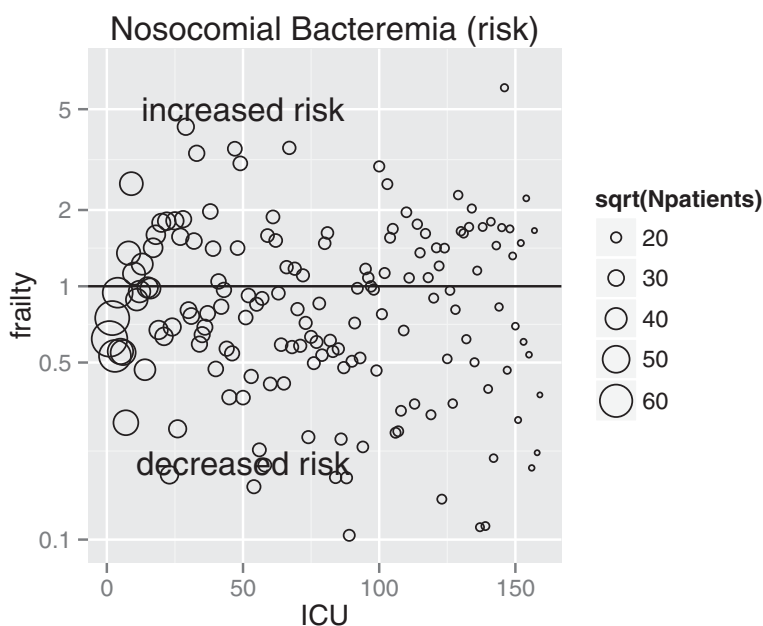 Nosocomial Bacteremia (risk)
increased risk
decreased risk
frailty
5
2
1
0.5
0.1
0
50
100
150
ICU
sqrt(Npatients)
20
30
40
50
60